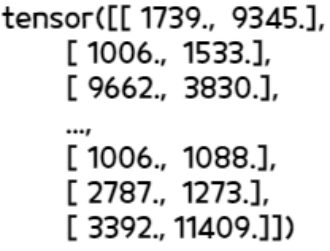 tensor([[ 1739., 9345.],
[ 1006., 1533.],
[ 9662., 3830.],
...,
[ 1006., 1088.],
[ 2787., 1273.],
[ 3392., 11409.]])